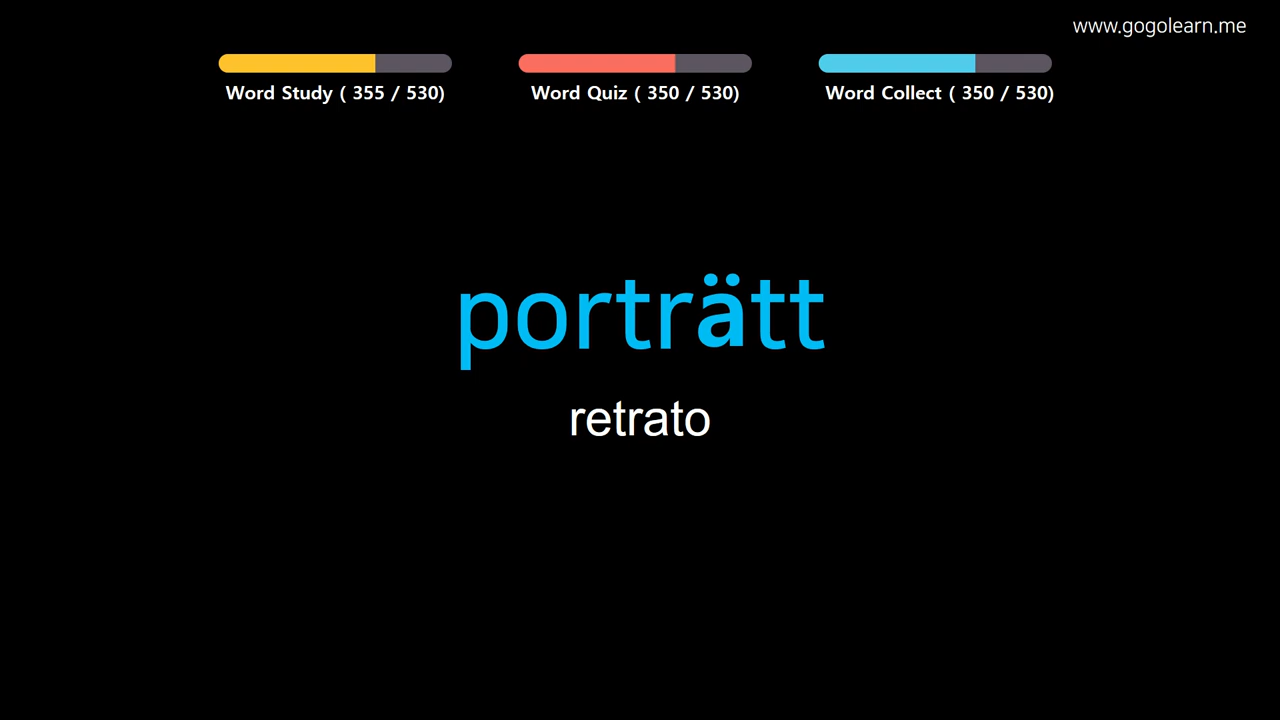 www.gogolearn.me
Word Study ( 355 / 530)
Word Quiz ( 350 / 530)
Word Collect ( 350 / 530)
porträtt
retrato